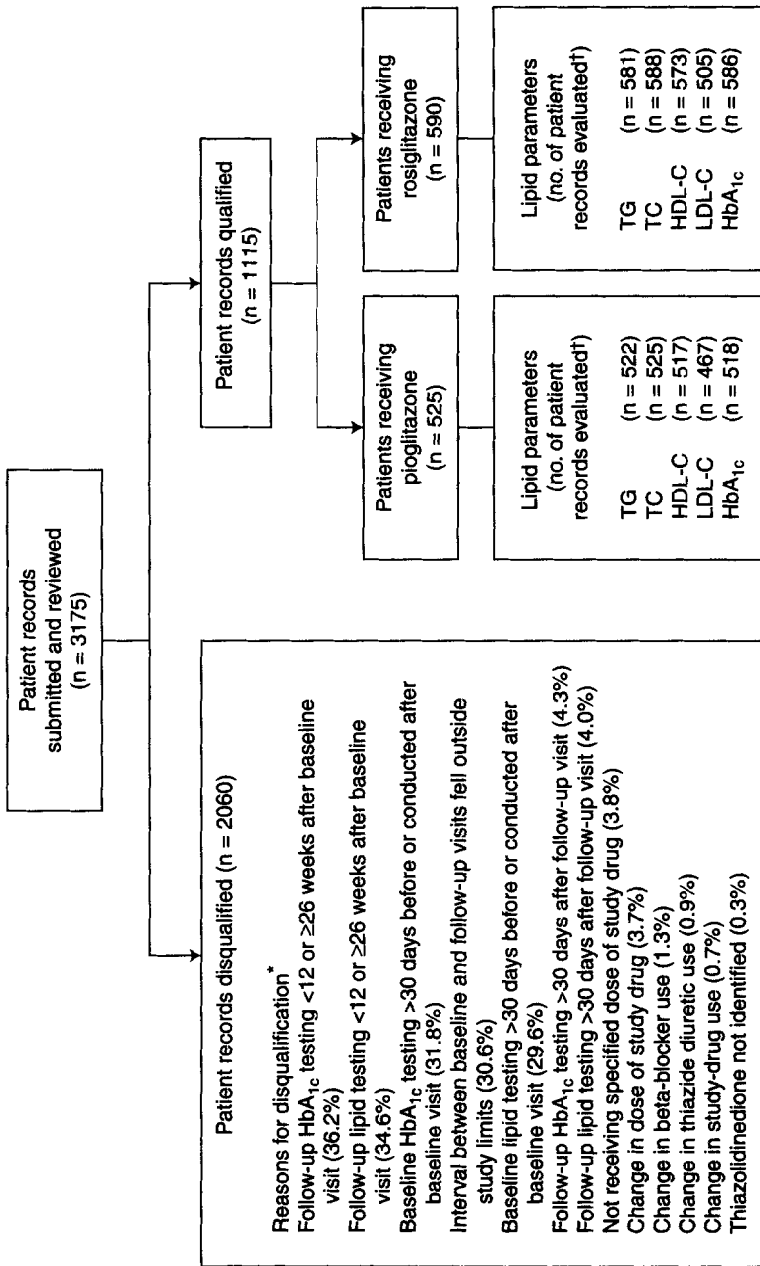 Patient records
submitted and reviewed
(n = 3175)
Patient records disqualified (n = 2060)
Reasons for disqualification*
Follow-up HbA1c testing <12 or ≥26 weeks after baseline
visit (36.2%)
Follow-up lipid testing <12 or ≥26 weeks after baseline
visit (34.6%)
Baseline HbA1c testing >30 days before or conducted after
baseline visit (31.8%)
Interval between baseline and follow-up visits fell outside
study limits (30.6%)
Baseline lipid testing >30 days before or conducted after
baseline visit (29.6%)
Follow-up HbA1c testing >30 days after follow-up visit (4.3%)
Follow-up lipid testing >30 days after follow-up visit (4.0%)
Not receiving specified dose of study drug (3.8%)
Change in dose of study drug (3.7%)
Change in beta-blocker use (1.3%)
Change in thiazide diuretic use (0.9%)
Change in study-drug use (0.7%)
Thiazolidinedione not identified (0.3%)
Patient records qualified
(n = 1115)
Patients receiving
pioglitazone
(n = 525)
Lipid parameters
(no. of patient
records evaluated†)
TG (n = 522)
TC (n = 525)
HDL-C (n = 517)
LDL-C (n = 467)
HbA1c (n = 518)
Patients receiving
rosiglitazone
(n = 590)
Lipid parameters
(no. of patient
records evaluated†)
TG (n = 581)
TC (n = 588)
HDL-C (n = 573)
LDL-C (n = 505)
HbA1c (n = 586)